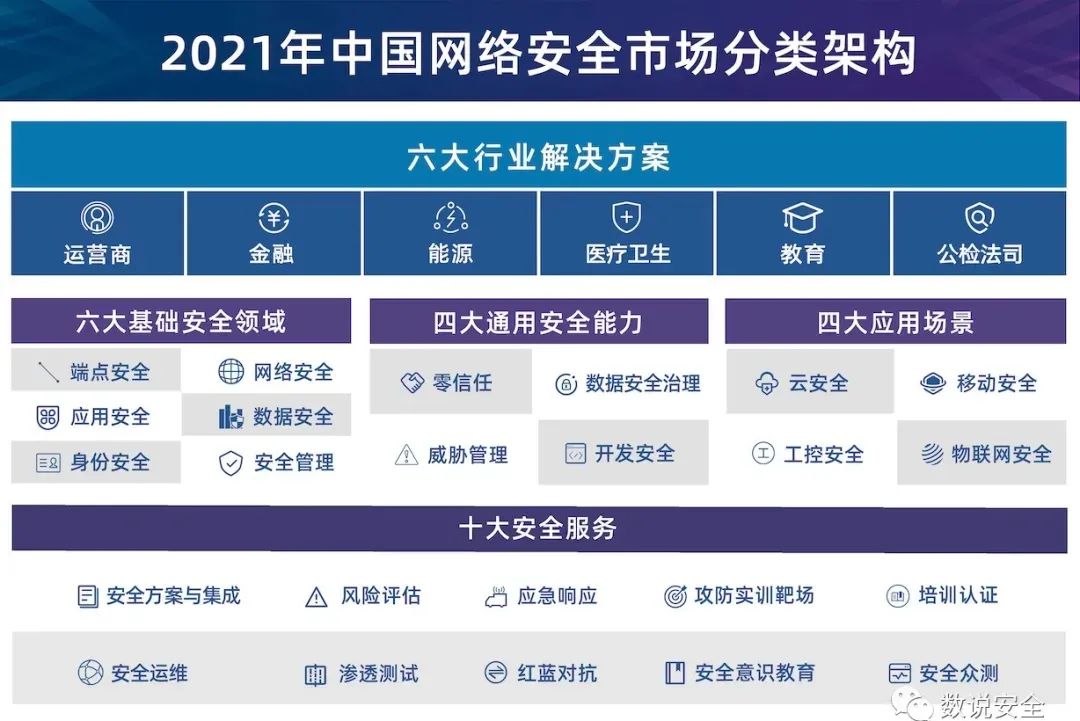 2021年中国网络安全市场分类架构
六大行业解决方案
运营商 金融 能源 医疗卫生 教育 公检法司
六大基础安全领域 四大通用安全能力 四大应用场景
端点安全 网络安全 零信任 数据安全治理 云安全 移动安全
应用安全 数据安全
身份安全 安全管理 威胁管理 开发安全 工控安全 物联网安全
十大安全服务
安全方案与集成 风险评估 应急响应 攻防实训靶场 培训认证
安全运维 渗透测试 红蓝对抗 安全意识教育 安全众测
数说安全